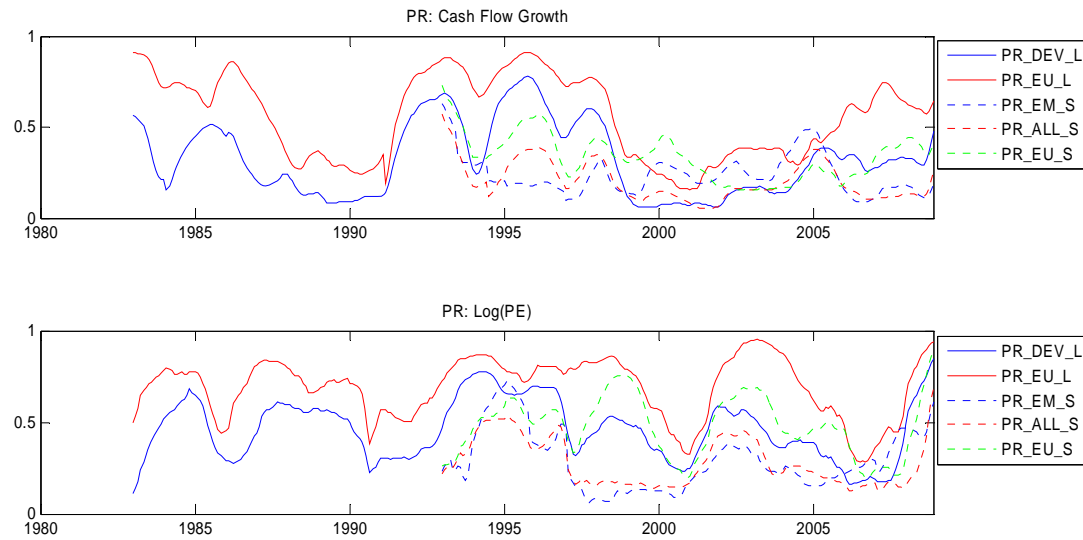 PR: Cash Flow Growth
1
0.5
0
1980 1985 1990 1995 2000 2005
PR_DEV_L
PR_EU_L
PR_EM_S
PR_ALL_S
PR_EU_S
PR: Log(PE)
1
0.5
0
1980 1985 1990 1995 2000 2005
PR_DEV_L
PR_EU_L
PR_EM_S
PR_ALL_S
PR_EU_S